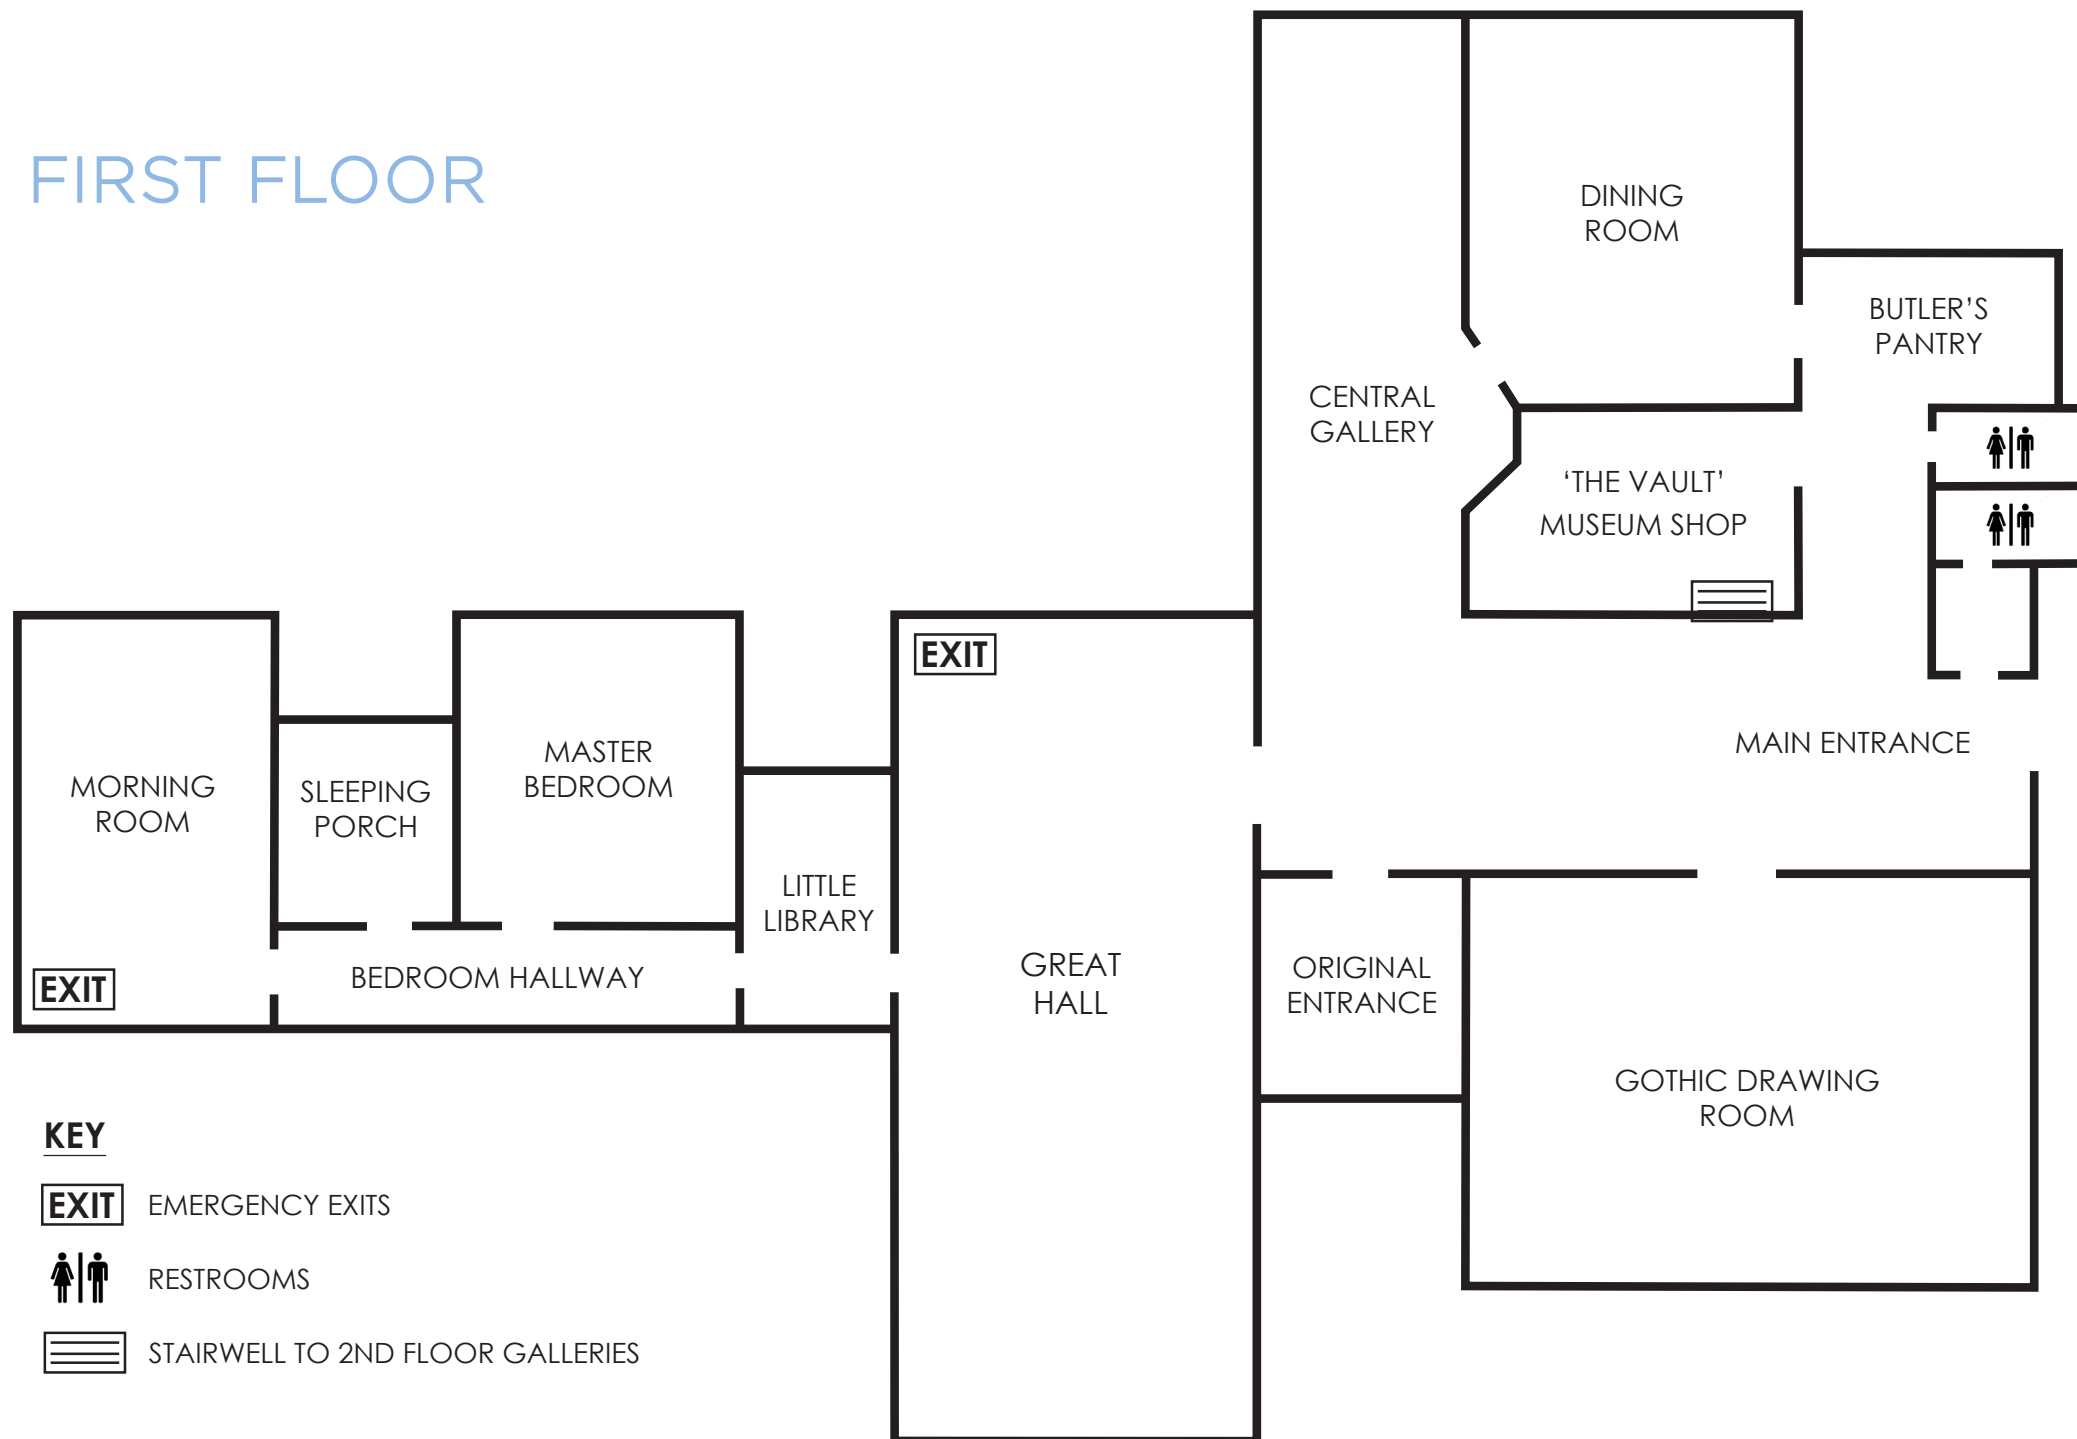 FIRST FLOOR
DINING
ROOM
BUTLER’S
PANTRY
CENTRAL
GALLERY
‘THE VAULT’
MUSEUM SHOP
EXIT
MAIN ENTRANCE
MORNING
ROOM
SLEEPING
PORCH
MASTER
BEDROOM
LITTLE
LIBRARY
EXIT
BEDROOM HALLWAY
GREAT
HALL
ORIGINAL
ENTRANCE
GOTHIC DRAWING
ROOM
KEY
EXIT EMERGENCY EXITS
RESTROOMS
STAIRWELL TO 2ND FLOOR GALLERIES